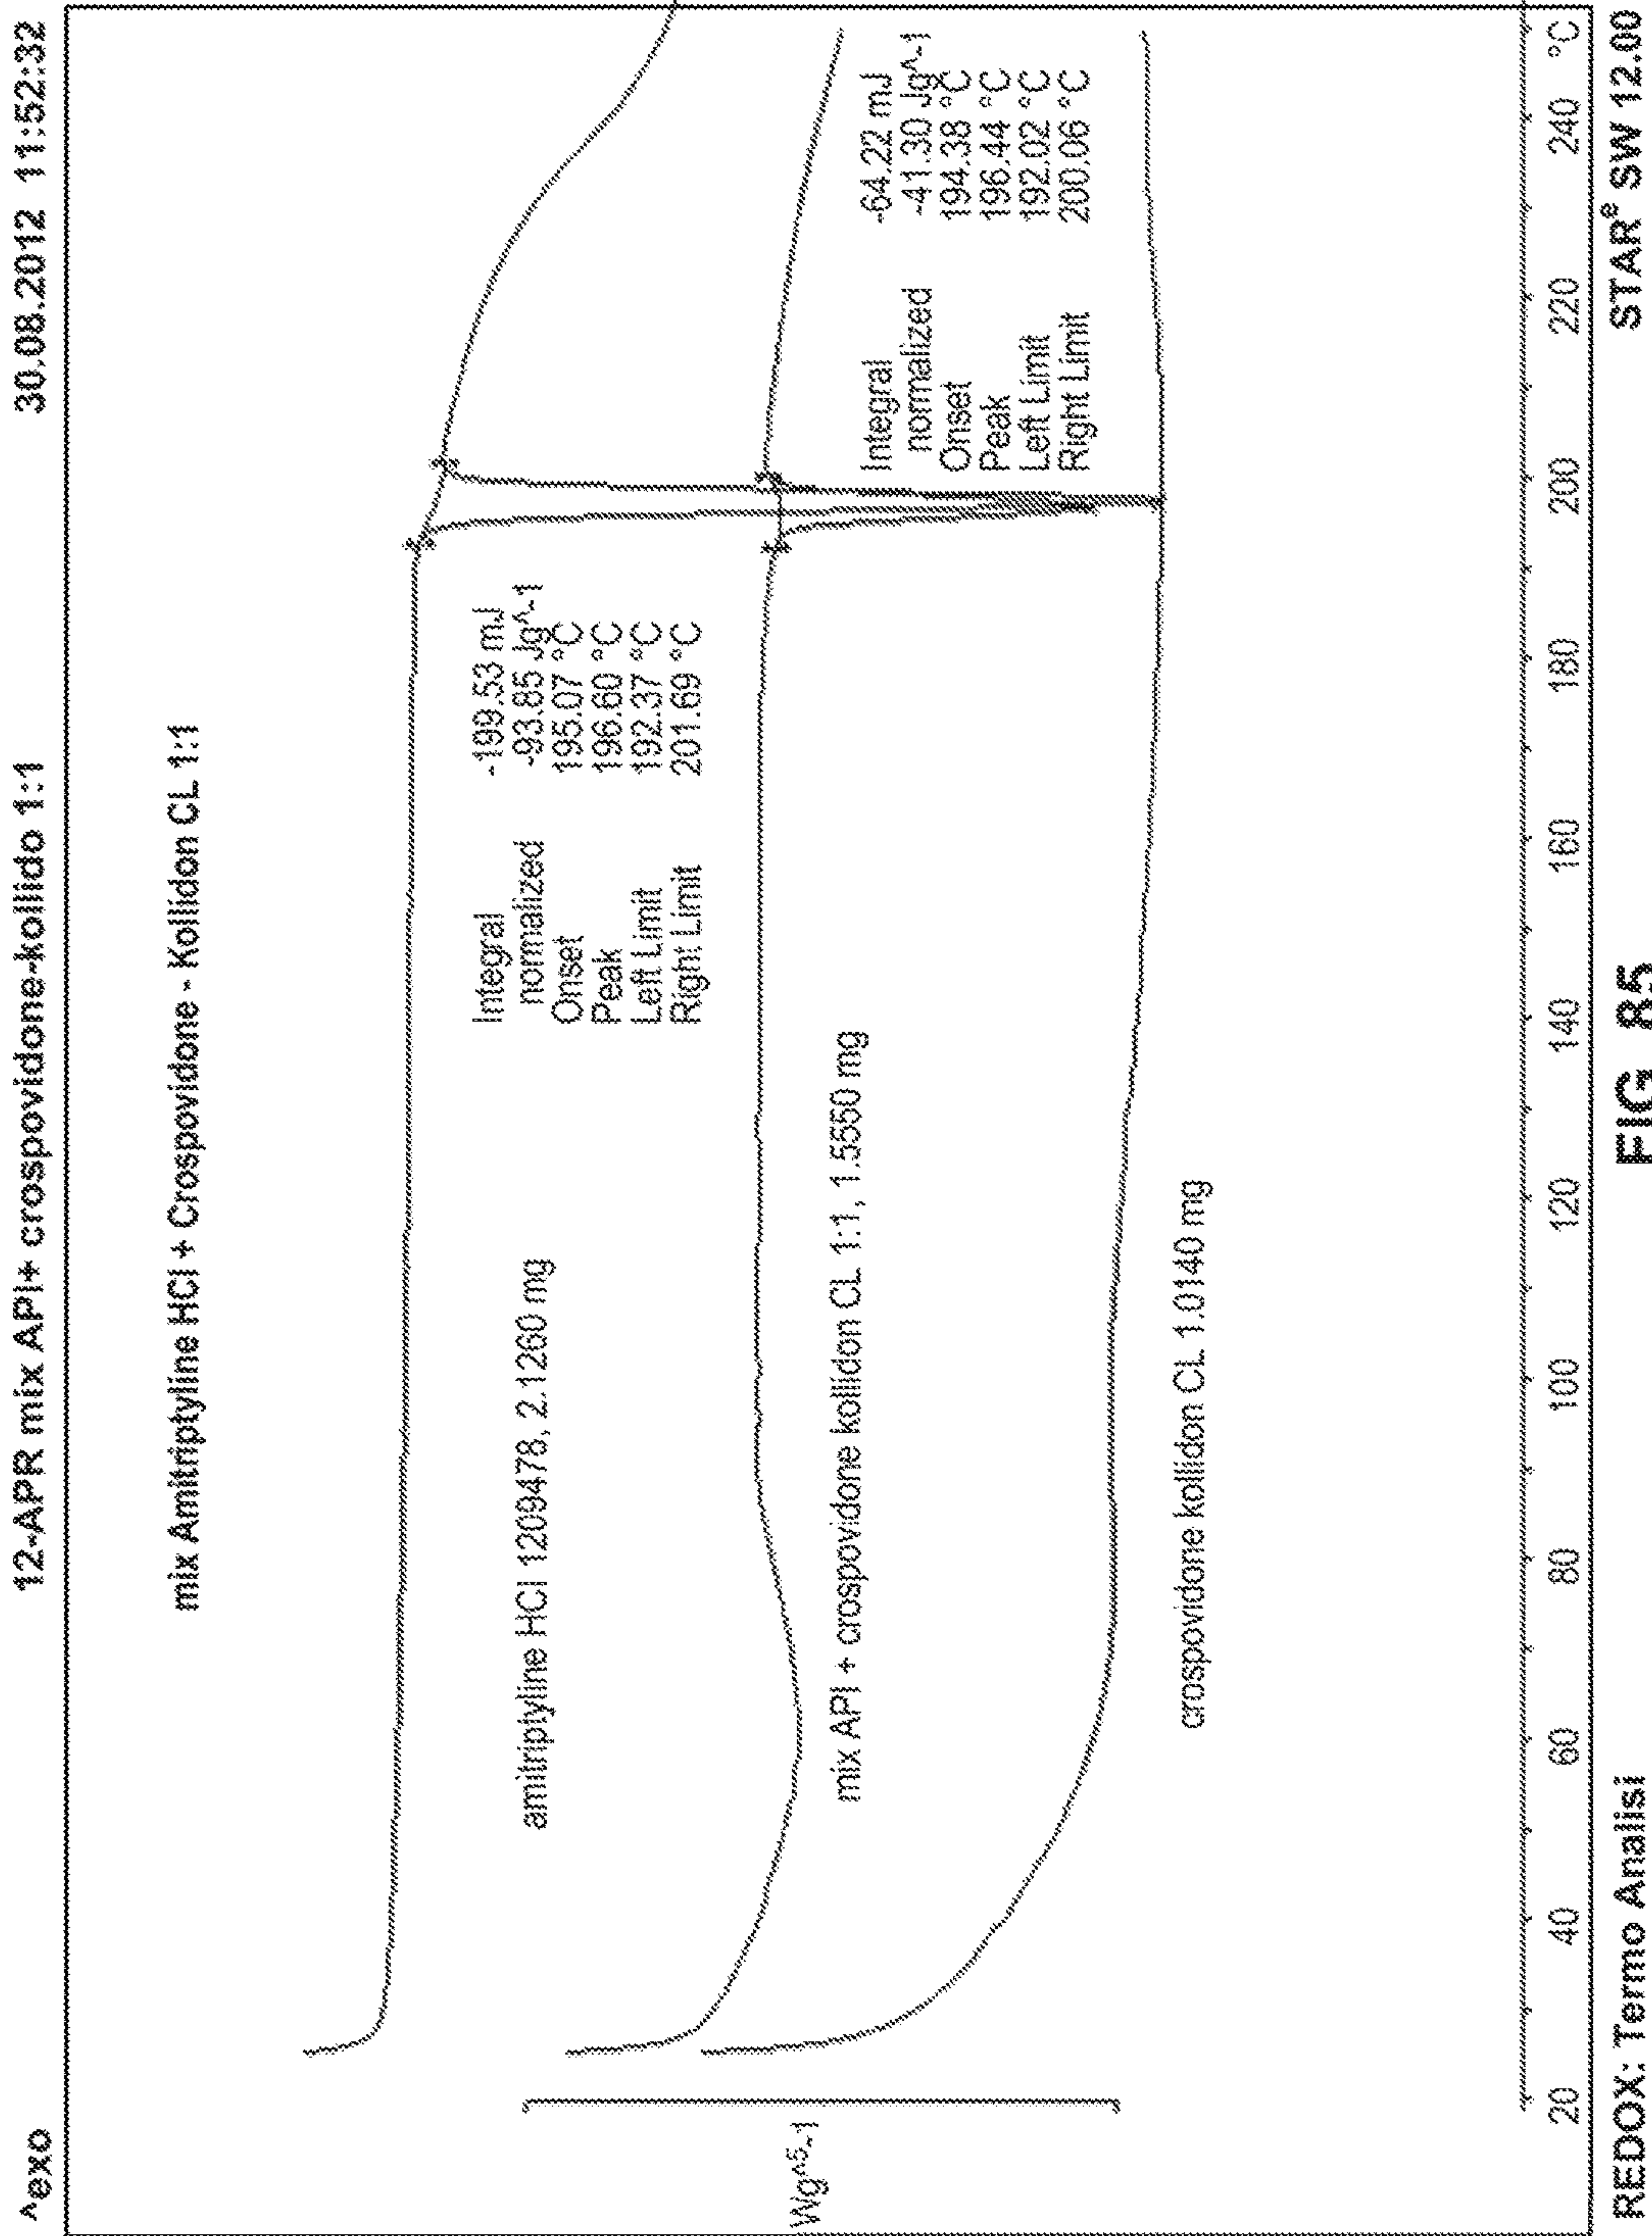 ^exo
12-APR mix API+ crospovidone-kollido 1:1
30.08.2012 11:52:32
mix Amitriptyline HCl + Crospovidone - Kollidon CL 1:1
Integral -199.53 mJ
normalized -93.85 Jg^-1
Onset 195.07 °C
Peak 196.60 °C
Left Limit 192.37 °C
Right Limit 201.69 °C
amitriptyline HCl 1209478, 2.1260 mg
Wg^5-1
mix API + crospovidone kollidon CL 1:1, 1.5550 mg
Integral -64.22 mJ
normalized -41.30 Jg^-1
Onset 194.38 °C
Peak 196.44 °C
Left Limit 192.02 °C
Right Limit 200.06 °C
crospovidone kollidon CL 1.0140 mg
20 40 60 80 100 120 140 160 180 200 220 240 °C
REDOX: Termo Analisi
FIG. 85
STARᵉ SW 12.00